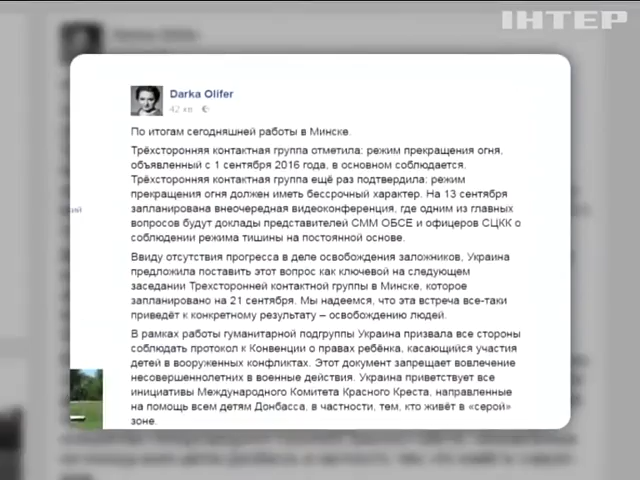 ІНТЕР
Darka Olifer
42 хв
По итогам сегодняшней работы в Минске.
Трёхсторонняя контактная группа отметила: режим прекращения огня,
объявленный с 1 сентября 2016 года, в основном соблюдается.
Трёхсторонняя контактная группа ещё раз подтвердила: режим
прекращения огня должен иметь бессрочный характер. На 13 сентября
запланирована внеочередная видеоконференция, где одним из главных
вопросов будут доклады представителей СММ ОБСЕ и офицеров СЦКК о
соблюдении режима тишины на постоянной основе.
Ввиду отсутствия прогресса в деле освобождения заложников, Украина
предложила поставить этот вопрос как ключевой на следующем
заседании Трехсторонней контактной группы в Минске, которое
запланировано на 21 сентября. Мы надеемся, что эта встреча все-таки
приведёт к конкретному результату – освобождению людей.
В рамках работы гуманитарной подгруппы Украина призвала все стороны
соблюдать протокол к Конвенции о правах ребёнка, касающийся участия
детей в вооруженных конфликтах. Этот документ запрещает вовлечение
несовершеннолетних в военные действия. Украина приветствует все
инициативы Международного Комитета Красного Креста, направленные
на помощь всем детям Донбасса, в частности, тем, кто живёт в «серой»
зоне.